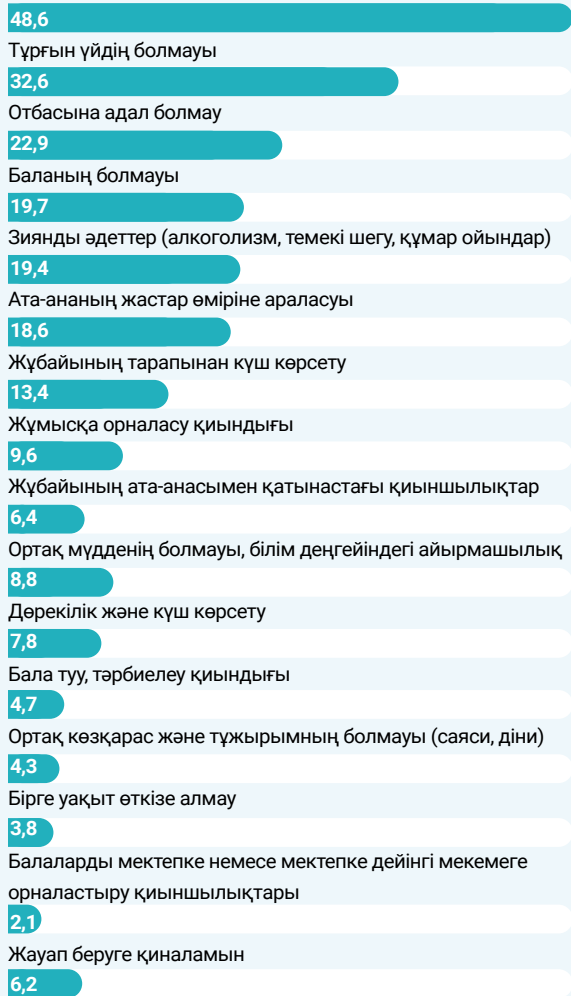 48,6
Тұрғын үйдің болмауы
32,6
Отбасына адал болмау
22,9
Баланың болмауы
19,7
Зиянды әдеттер (алкоголизм, темекі шегу, құмар ойындар)
19,4
Ата-ананың жастар өміріне араласуы
18,6
Жұбайының тарапынан күш көрсету
13,4
Жұмысқа орналасу қиындығы
9,6
Жұбайының ата-анасымен қатынастағы қиыншылықтар
6,4
Ортақ мүдденің болмауы, білім деңгейіндегі айырмашылық
8,8
Дөрекілік және күш көрсету
7,8
Бала туу, тәрбиелеу қиындығы
4,7
Ортақ көзқарас және тұжырымның болмауы (саяси, діни)
4,3
Бірге уақыт өткізе алмау
3,8
Балаларды мектепке немесе мектепке дейінгі мекемеге
орналастыру қиыншылықтары
2,1
Жауап беруге қиналамын
6,2